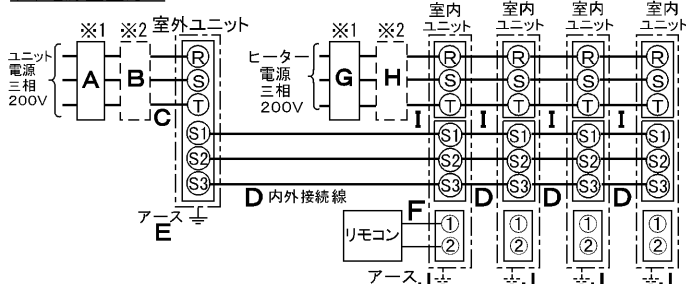 ※1 ※2 室外ユニット
ユニット
電源
三相
200V
A
B
C
R
S
T
S1
S2
S3
アース
E
D 内外接続線
※1 ※2
ヒーター
電源
三相
200V
G
H
室内
ユニット
室内
ユニット
室内
ユニット
室内
ユニット
R R R R
S S S S
T T T T
I I I I
S1 S1 S1 S1
S2 S2 S2 S2
S3 S3 S3 S3
D D D
F
リモコン
① ① ① ①
② ② ② ②
アース